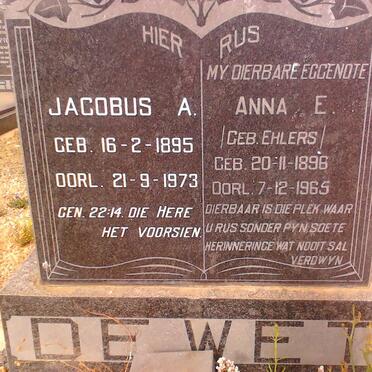 HIER RUS
JACOBUS A.
GEB. 16-2-1895
OORL. 21-9-1973
GEN. 22:14. DIE HERE
HET VOORSIEN.
MY DIERBARE EGGENOTE
ANNA E.
(GEB. EHLERS)
GEB. 20-11-1896
OORL. 7-12-1965
DIERBAAR IS DIE PLEK WAAR
U RUS SONDER PYN, SOETE
HERINNERINGE WAT NOOIT SAL
VERDWYN.
DE WET